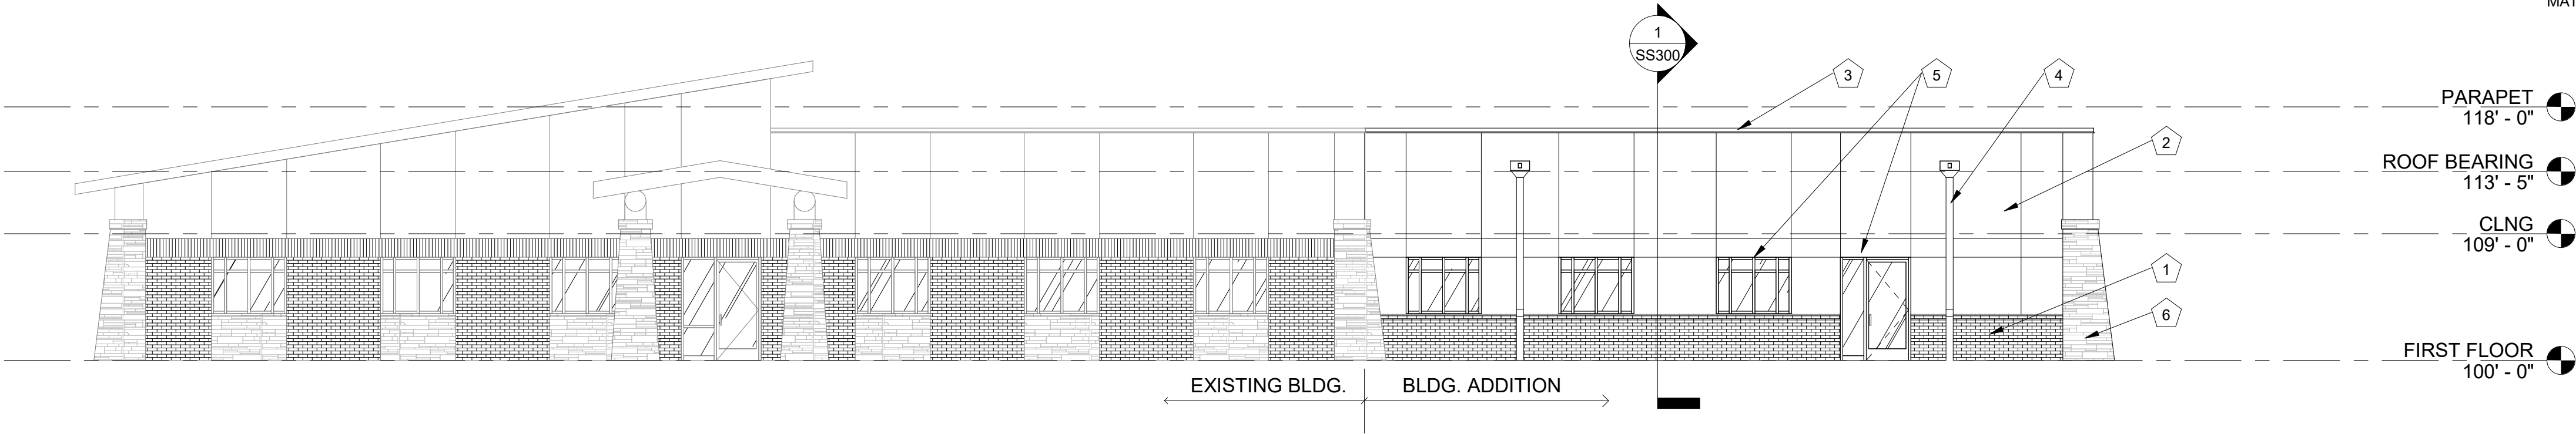 MAT
1
SS300
3
5
4
PARAPET
118' - 0"
2
ROOF BEARING
113' - 5"
CLNG
109' - 0"
1
6
FIRST FLOOR
100' - 0"
EXISTING BLDG.
BLDG. ADDITION